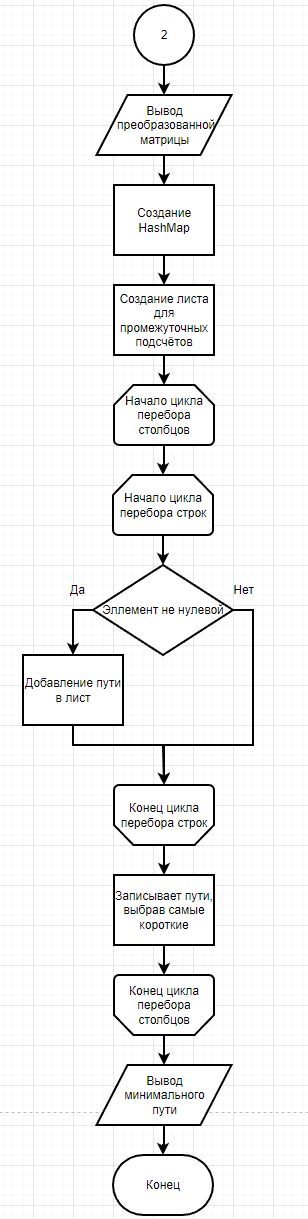 2
Вывод
преобразованной
матрицы
Создание
HashMap
Создание листа
для
промежуточных
подсчётов
Начало цикла
перебора
столбцов
Начало цикла
перебора строк
Да
Нет
Эллемент не нулевой
Добавление пути
в лист
Конец цикла
перебора строк
Записывает пути,
выбрав самые
короткие
Конец цикла
перебора
столбцов
Вывод
минимального
пути
Конец